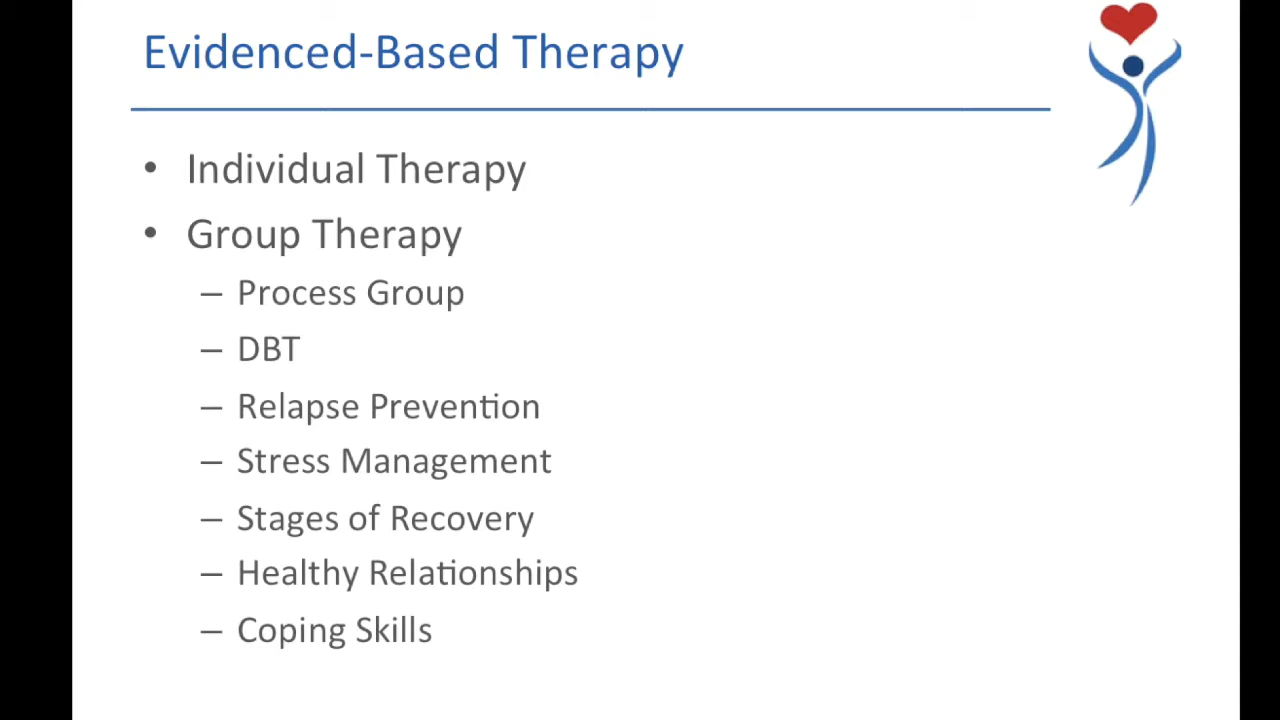 Evidenced-Based Therapy
• Individual Therapy
• Group Therapy
– Process Group
– DBT
– Relapse Prevention
– Stress Management
– Stages of Recovery
– Healthy Relationships
– Coping Skills